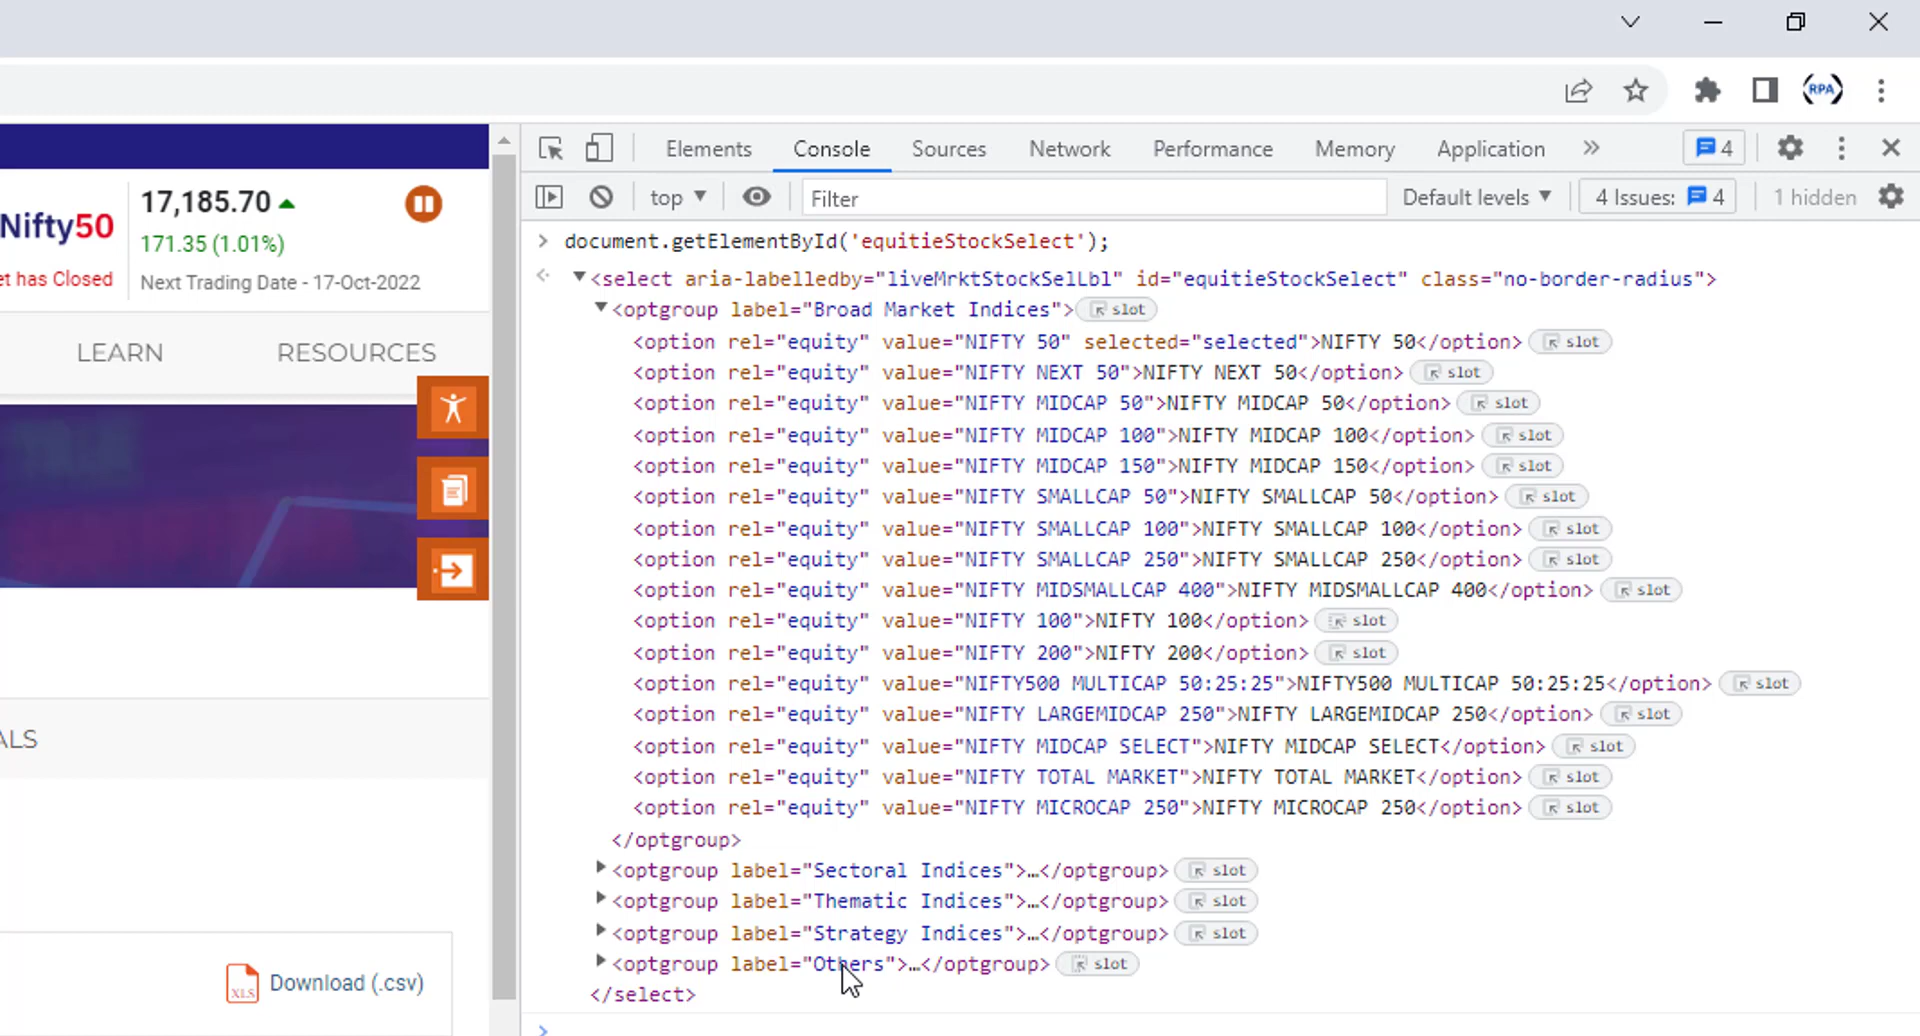 RPA
Elements Console Sources Network Performance Memory Application » 4
top ▼ Filter Default levels ▼ 4 Issues: 4 1 hidden
Nifty50
17,185.70
171.35 (1.01%)
et has Closed
Next Trading Date - 17-Oct-2022
LEARN RESOURCES
ALS
XLS Download (.csv)
> document.getElementById('equitieStockSelect');
<select aria-labelledby="liveMrktStockSelLbl" id="equitieStockSelect" class="no-border-radius">
<optgroup label="Broad Market Indices"> slot
<option rel="equity" value="NIFTY 50" selected="selected">NIFTY 50</option> slot
<option rel="equity" value="NIFTY NEXT 50">NIFTY NEXT 50</option> slot
<option rel="equity" value="NIFTY MIDCAP 50">NIFTY MIDCAP 50</option> slot
<option rel="equity" value="NIFTY MIDCAP 100">NIFTY MIDCAP 100</option> slot
<option rel="equity" value="NIFTY MIDCAP 150">NIFTY MIDCAP 150</option> slot
<option rel="equity" value="NIFTY SMALLCAP 50">NIFTY SMALLCAP 50</option> slot
<option rel="equity" value="NIFTY SMALLCAP 100">NIFTY SMALLCAP 100</option> slot
<option rel="equity" value="NIFTY SMALLCAP 250">NIFTY SMALLCAP 250</option> slot
<option rel="equity" value="NIFTY MIDSMALLCAP 400">NIFTY MIDSMALLCAP 400</option> slot
<option rel="equity" value="NIFTY 100">NIFTY 100</option> slot
<option rel="equity" value="NIFTY 200">NIFTY 200</option> slot
<option rel="equity" value="NIFTY500 MULTICAP 50:25:25">NIFTY500 MULTICAP 50:25:25</option> slot
<option rel="equity" value="NIFTY LARGEMIDCAP 250">NIFTY LARGEMIDCAP 250</option> slot
<option rel="equity" value="NIFTY MIDCAP SELECT">NIFTY MIDCAP SELECT</option> slot
<option rel="equity" value="NIFTY TOTAL MARKET">NIFTY TOTAL MARKET</option> slot
<option rel="equity" value="NIFTY MICROCAP 250">NIFTY MICROCAP 250</option> slot
</optgroup>
<optgroup label="Sectoral Indices">…</optgroup> slot
<optgroup label="Thematic Indices">…</optgroup> slot
<optgroup label="Strategy Indices">…</optgroup> slot
<optgroup label="Others">…</optgroup> slot
</select>